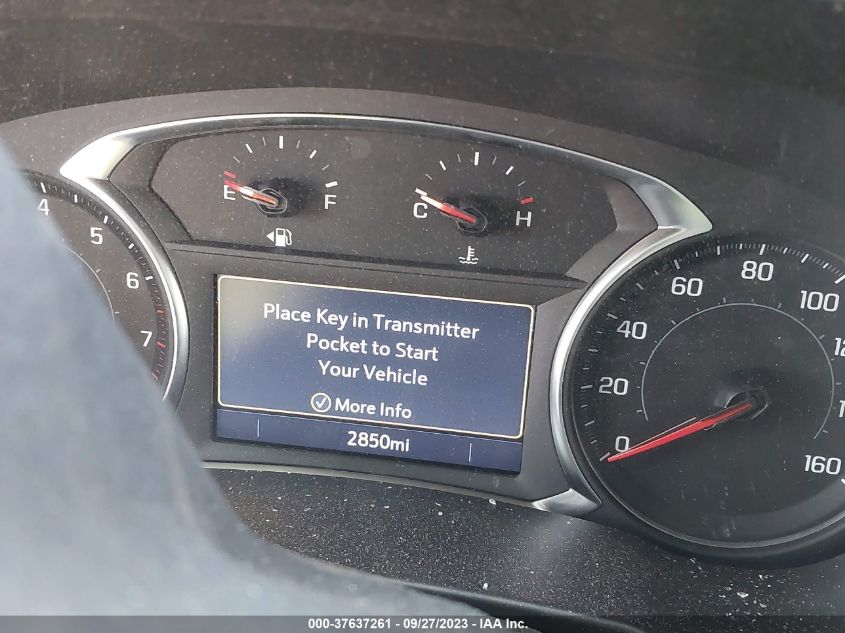 E F
C H
4
5
6
7
Place Key in Transmitter
Pocket to Start
Your Vehicle
More Info
2850mi
0
20
40
60
80
100
160
000-37637261 / 09/27/2023 / IAA Inc.